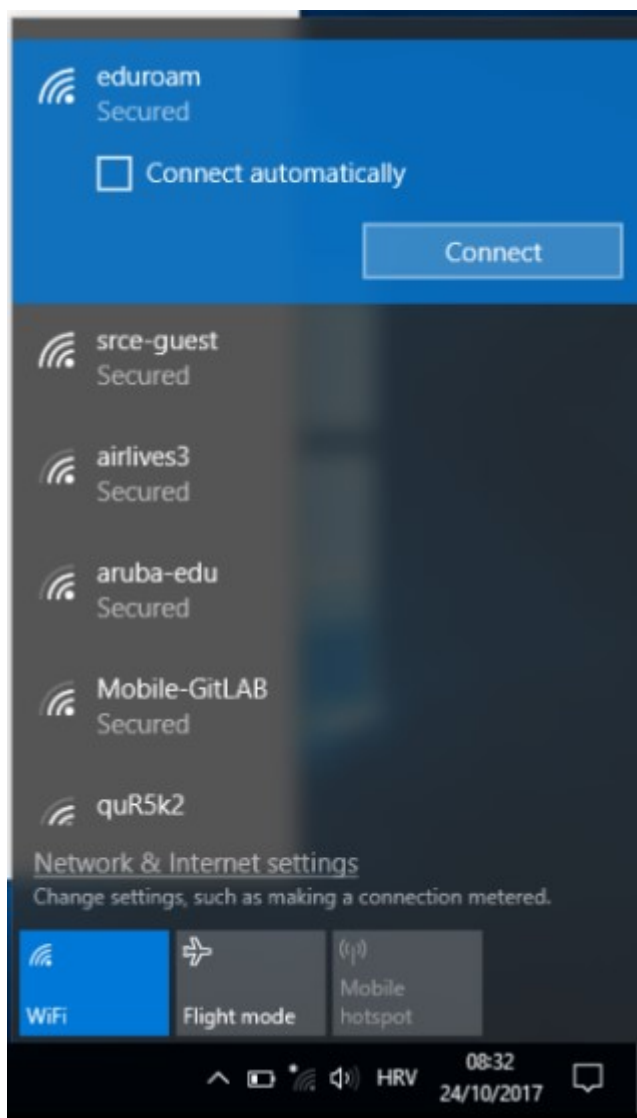 eduroam
Secured
Connect automatically
Connect
srce-guest
Secured
airlives3
Secured
aruba-edu
Secured
Mobile-GitLAB
Secured
quR5k2
Network & Internet settings
Change settings, such as making a connection metered.
WiFi
Flight mode
Mobile
hotspot
HRV
08:32
24/10/2017